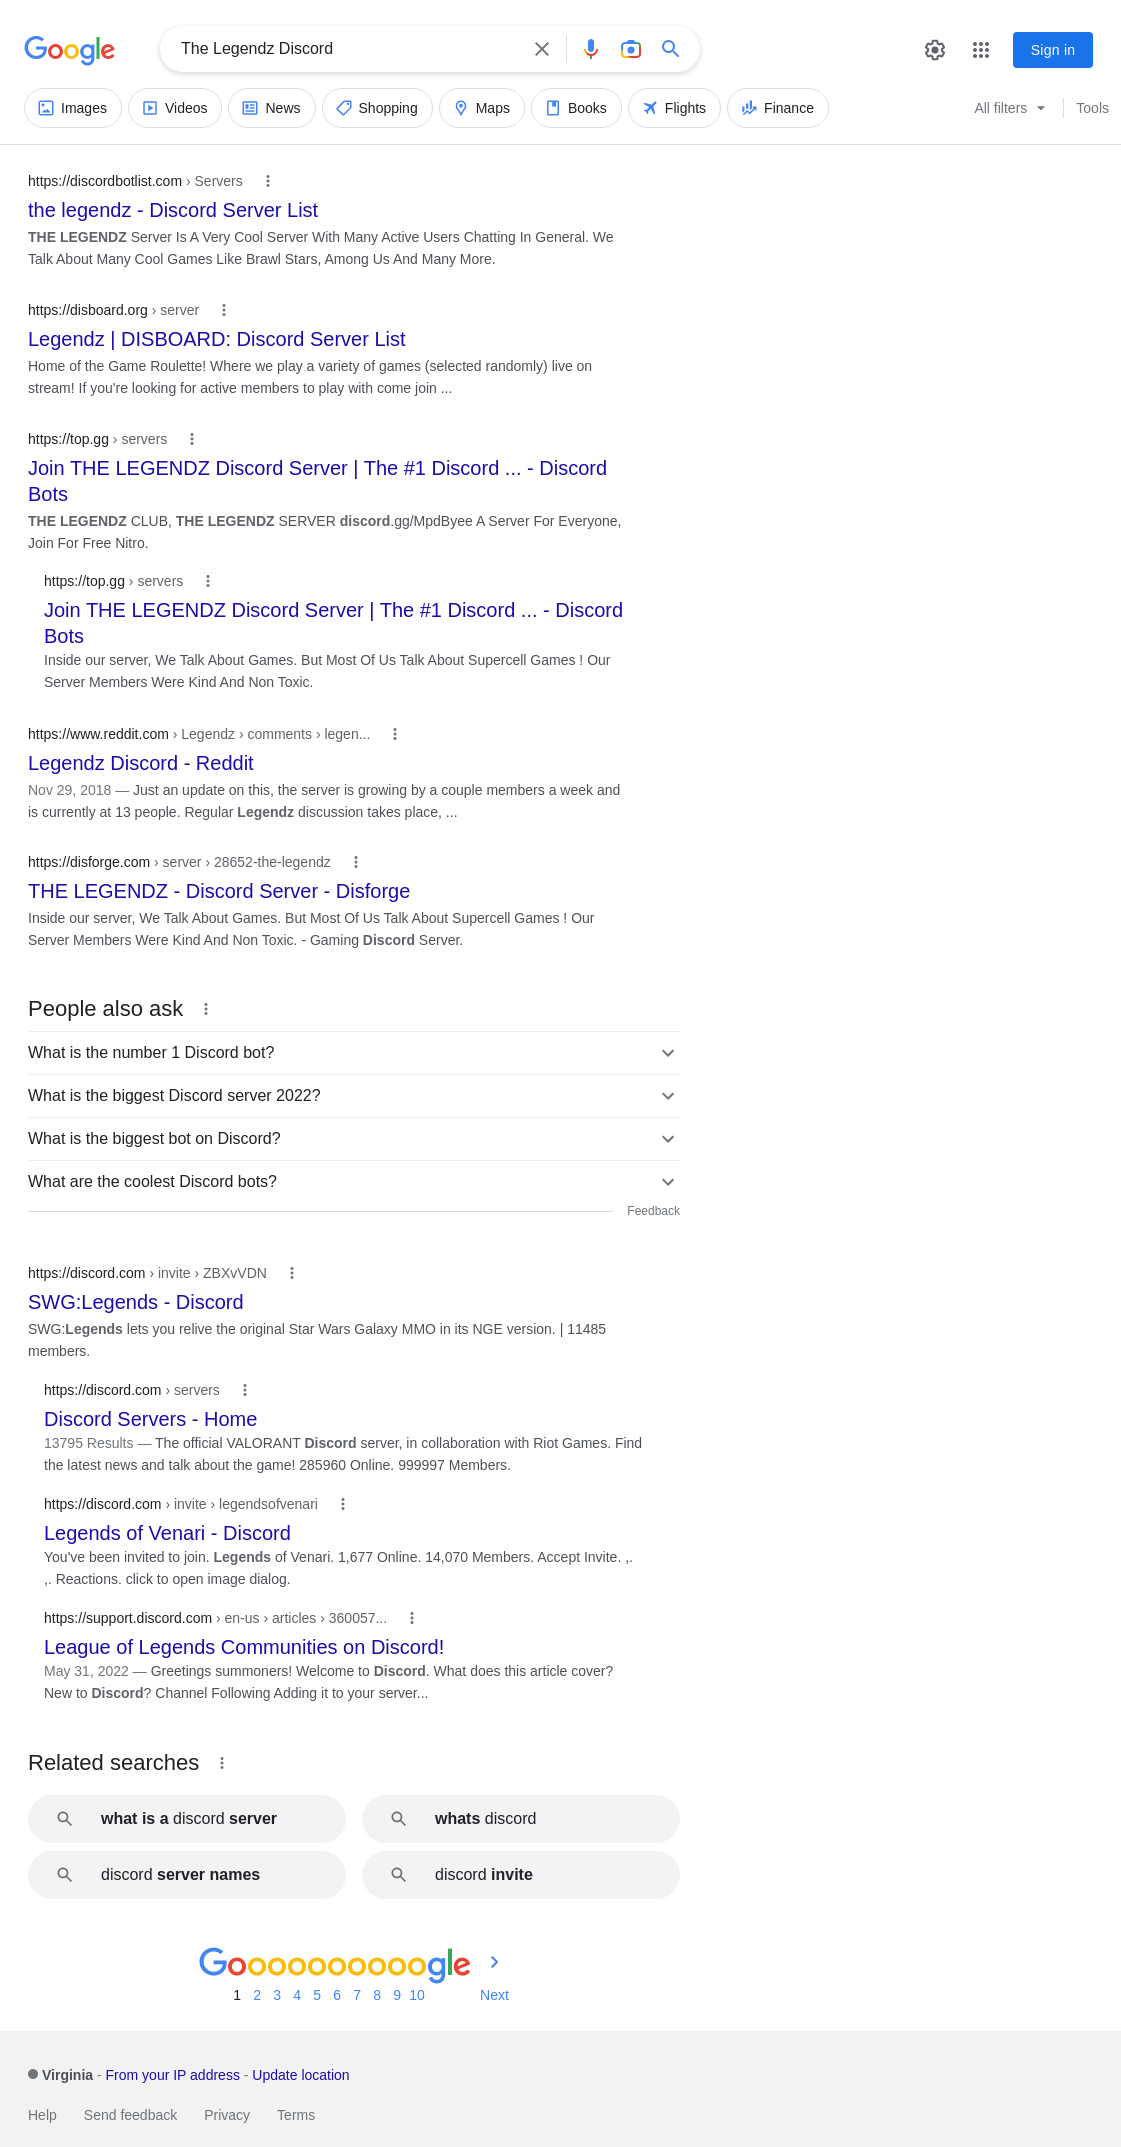 Google
The Legendz Discord
Sign in
Images Videos News Shopping Maps Books Flights Finance All filters Tools
https://discordbotlist.com › Servers
the legendz - Discord Server List
THE LEGENDZ Server Is A Very Cool Server With Many Active Users Chatting In General. We
Talk About Many Cool Games Like Brawl Stars, Among Us And Many More.
https://disboard.org › server
Legendz | DISBOARD: Discord Server List
Home of the Game Roulette! Where we play a variety of games (selected randomly) live on
stream! If you're looking for active members to play with come join ...
https://top.gg › servers
Join THE LEGENDZ Discord Server | The #1 Discord ... - Discord
Bots
THE LEGENDZ CLUB, THE LEGENDZ SERVER discord.gg/MpdByee A Server For Everyone,
Join For Free Nitro.
https://top.gg › servers
Join THE LEGENDZ Discord Server | The #1 Discord ... - Discord
Bots
Inside our server, We Talk About Games. But Most Of Us Talk About Supercell Games ! Our
Server Members Were Kind And Non Toxic.
https://www.reddit.com › Legendz › comments › legen...
Legendz Discord - Reddit
Nov 29, 2018 — Just an update on this, the server is growing by a couple members a week and
is currently at 13 people. Regular Legendz discussion takes place, ...
https://disforge.com › server › 28652-the-legendz
THE LEGENDZ - Discord Server - Disforge
Inside our server, We Talk About Games. But Most Of Us Talk About Supercell Games ! Our
Server Members Were Kind And Non Toxic. - Gaming Discord Server.
People also ask
What is the number 1 Discord bot?
What is the biggest Discord server 2022?
What is the biggest bot on Discord?
What are the coolest Discord bots?
Feedback
https://discord.com › invite › ZBXvVDN
SWG:Legends - Discord
SWG:Legends lets you relive the original Star Wars Galaxy MMO in its NGE version. | 11485
members.
https://discord.com › servers
Discord Servers - Home
13795 Results — The official VALORANT Discord server, in collaboration with Riot Games. Find
the latest news and talk about the game! 285960 Online. 999997 Members.
https://discord.com › invite › legendsofvenari
Legends of Venari - Discord
You've been invited to join. Legends of Venari. 1,677 Online. 14,070 Members. Accept Invite. ,.
,. Reactions. click to open image dialog.
https://support.discord.com › en-us › articles › 360057...
League of Legends Communities on Discord!
May 31, 2022 — Greetings summoners! Welcome to Discord. What does this article cover?
New to Discord? Channel Following Adding it to your server...
Related searches
what is a discord server
whats discord
discord server names
discord invite
Goooooooooogle
1 2 3 4 5 6 7 8 9 10 Next
Virginia - From your IP address - Update location
Help Send feedback Privacy Terms